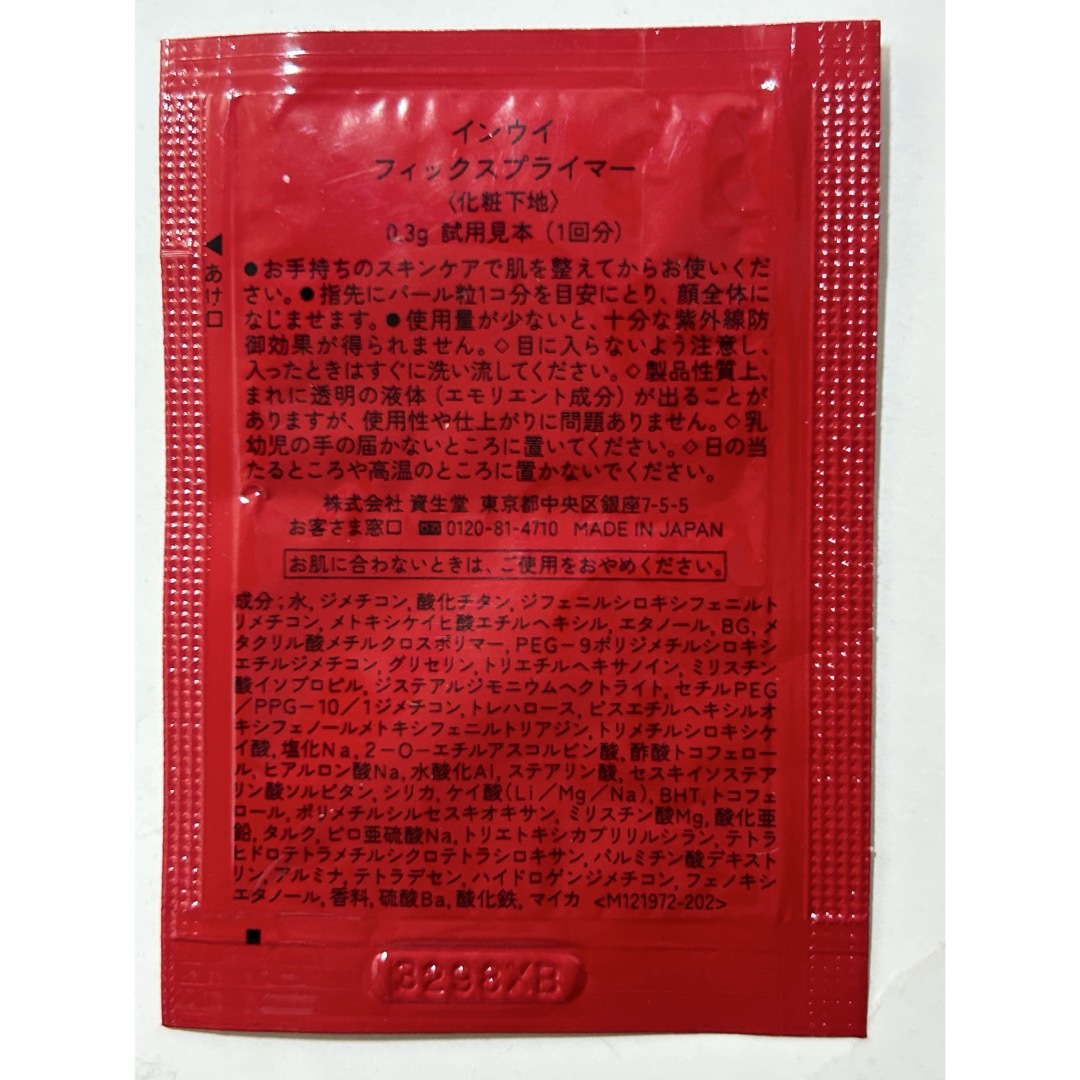 インウイ
フィックスプライマー
〈化粧下地〉
0.3g 試用見本（1回分）
◀あけ口
●お手持ちのスキンケアで肌を整えてからお使いくだ
さい。●指先にパール粒1コ分を目安にとり、顔全体に
なじませます。●使用量が少ないと、十分な紫外線防
御効果が得られません。◇目に入らないよう注意し、
入ったときはすぐに洗い流してください。◇製品性質上、
まれに透明の液体（エモリエント成分）が出ることが
ありますが、使用性や仕上がりに問題ありません。◇乳
幼児の手の届かないところに置いてください。◇日の当
たるところや高温のところに置かないでください。
株式会社 資生堂 東京都中央区銀座7-5-5
お客さま窓口 0120-81-4710 MADE IN JAPAN
お肌に合わないときは、ご使用をおやめください。
成分：水, ジメチコン, 酸化チタン, ジフェニルシロキシフェニルト
リメチコン, メトキシケイヒ酸エチルヘキシル, エタノール, BG, メ
タクリル酸メチルクロスポリマー, PEG－9ポリジメチルシロキシ
エチルジメチコン, グリセリン, トリエチルヘキサノイン, ミリスチン
酸イソプロピル, ジステアルジモニウムヘクトライト, セチルPEG
／PPG－10／1ジメチコン, トレハロース, ビスエチルヘキシルオ
キシフェノールメトキシフェニルトリアジン, トリメチルシロキシケ
イ酸, 塩化Na, 2－O－エチルアスコルビン酸, 酢酸トコフェロー
ル, ヒアルロン酸Na, 水酸化Al, ステアリン酸, セスキイソステア
リン酸ソルビタン, シリカ, ケイ酸（Li／Mg／Na）, BHT, トコフェ
ロール, ポリメチルシルセスキオキサン, ミリスチン酸Mg, 酸化亜
鉛, タルク, ピロ亜硫酸Na, トリエトキシカプリリルシラン, テトラ
ヒドロテトラメチルシクロテトラシロキサン, パルミチン酸デキスト
リン, アルミナ, テトラデセン, ハイドロゲンジメチコン, フェノキシ
エタノール, 香料, 硫酸Ba, 酸化鉄, マイカ <M121972-202>
3298XB